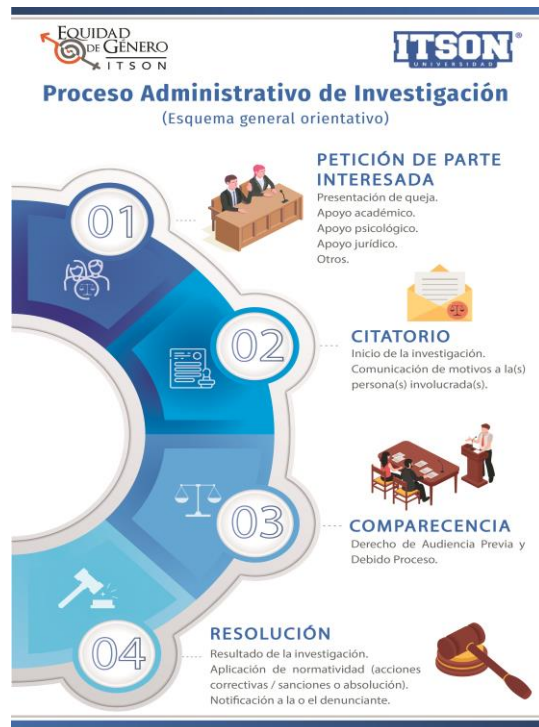 EQUIDAD
DE GÉNERO
ITSON
ITSON®
UNIVERSIDAD
Proceso Administrativo de Investigación
(Esquema general orientativo)
01
PETICIÓN DE PARTE
INTERESADA
Presentación de queja.
Apoyo académico.
Apoyo psicológico.
Apoyo jurídico.
Otros.
02
CITATORIO
Inicio de la investigación.
Comunicación de motivos a la(s)
persona(s) involucrada(s).
03
COMPARECENCIA
Derecho de Audiencia Previa y
Debido Proceso.
04
RESOLUCIÓN
Resultado de la investigación.
Aplicación de normatividad (acciones
correctivas / sanciones o absolución).
Notificación a la o el denunciante.